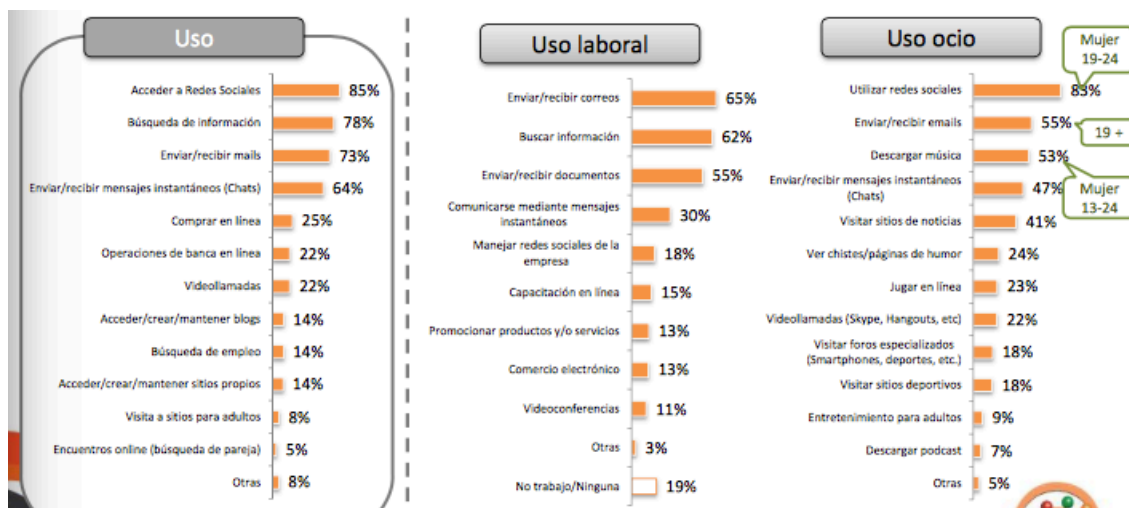 Uso
Acceder a Redes Sociales 85%
Búsqueda de información 78%
Enviar/recibir mails 73%
Enviar/recibir mensajes instantáneos (Chats) 64%
Comprar en línea 25%
Operaciones de banca en línea 22%
Videollamadas 22%
Acceder/crear/mantener blogs 14%
Búsqueda de empleo 14%
Acceder/crear/mantener sitios propios 14%
Visita a sitios para adultos 8%
Encuentros online (búsqueda de pareja) 5%
Otras 8%
Uso laboral
Enviar/recibir correos 65%
Buscar información 62%
Enviar/recibir documentos 55%
Comunicarse mediante mensajes
instantáneos 30%
Manejar redes sociales de la
empresa 18%
Capacitación en línea 15%
Promocionar productos y/o servicios 13%
Comercio electrónico 13%
Videoconferencias 11%
Otras 3%
No trabajo/Ninguna 19%
Uso ocio
Mujer
19-24
Utilizar redes sociales 83%
Enviar/recibir emails 55%
19 +
Descargar música 53%
Enviar/recibir mensajes instantáneos
(Chats) 47%
Mujer
13-24
Visitar sitios de noticias 41%
Ver chistes/páginas de humor 24%
Jugar en línea 23%
Videollamadas (Skype, Hangouts, etc) 22%
Visitar foros especializados
(Smartphones, deportes, etc.) 18%
Visitar sitios deportivos 18%
Entretenimiento para adultos 9%
Descargar podcast 7%
Otras 5%